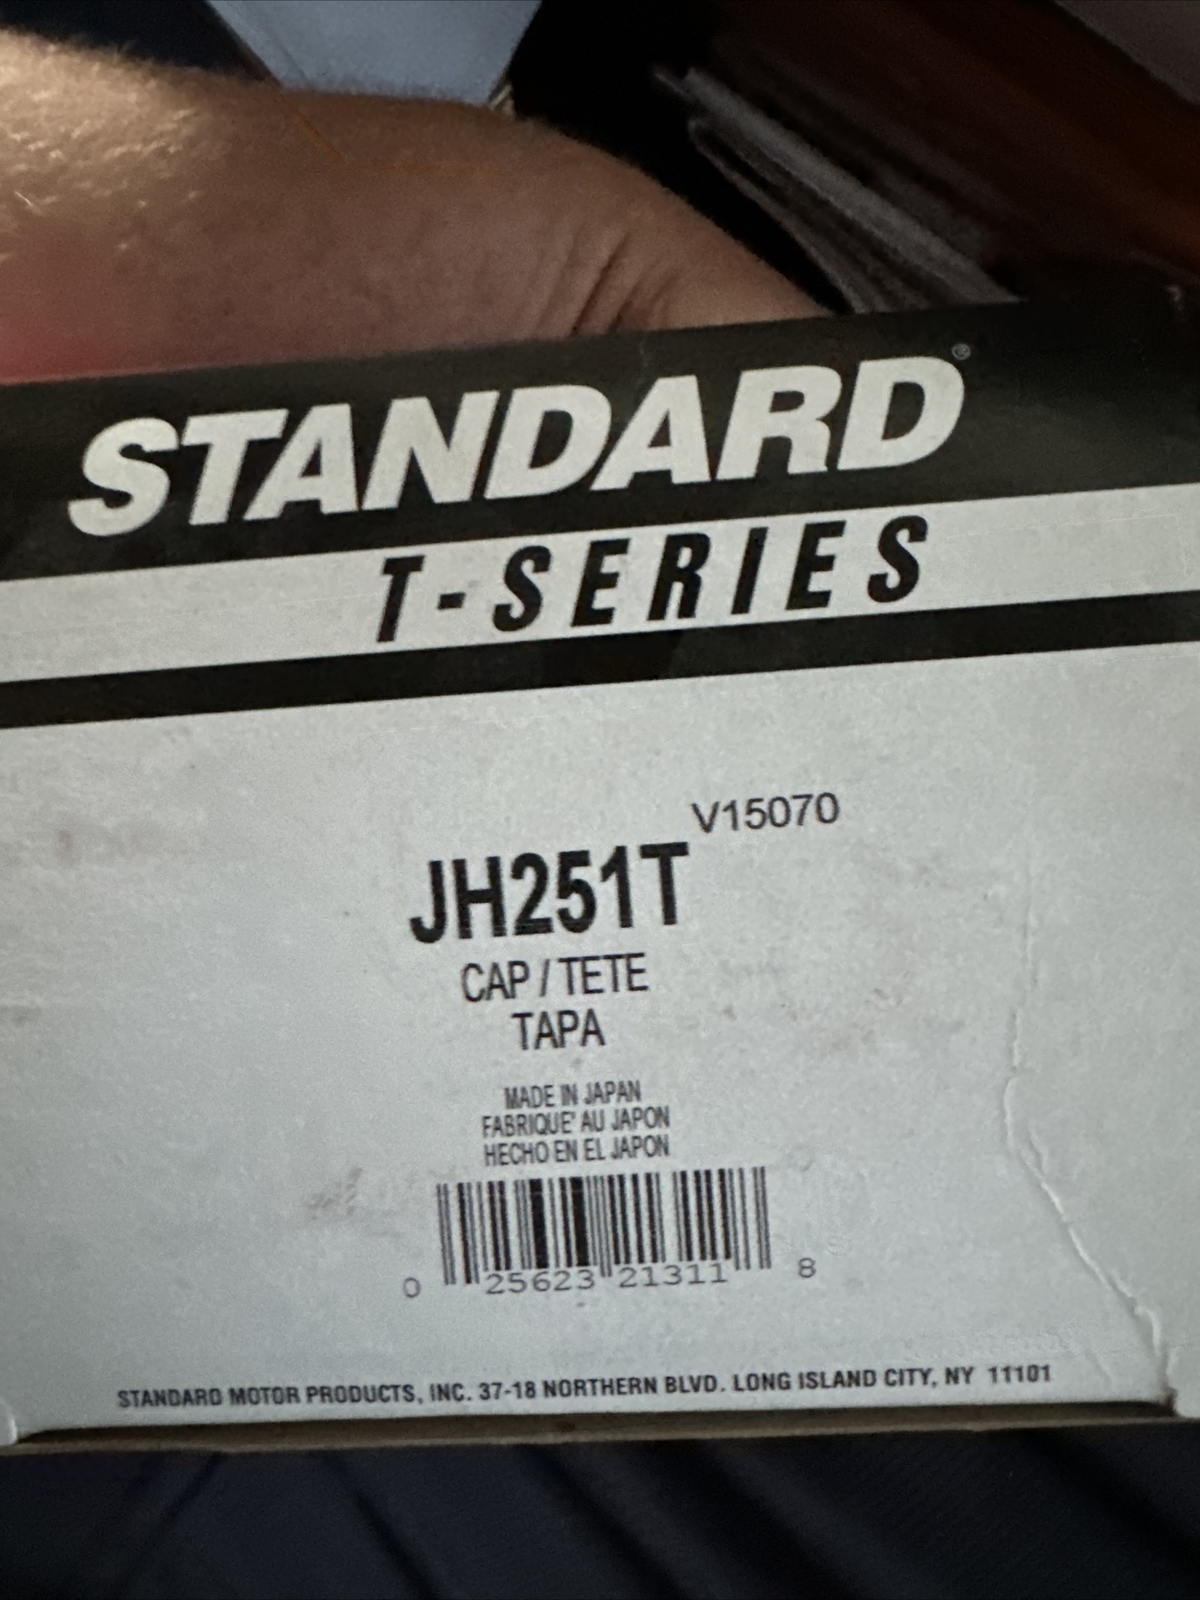 STANDARD®
T-SERIES
V15070
JH251T
CAP / TETE
TAPA
MADE IN JAPAN
FABRIQUE' AU JAPON
HECHO EN EL JAPON
0 25623 21311 8
STANDARD MOTOR PRODUCTS, INC. 37-18 NORTHERN BLVD. LONG ISLAND CITY, NY 11101